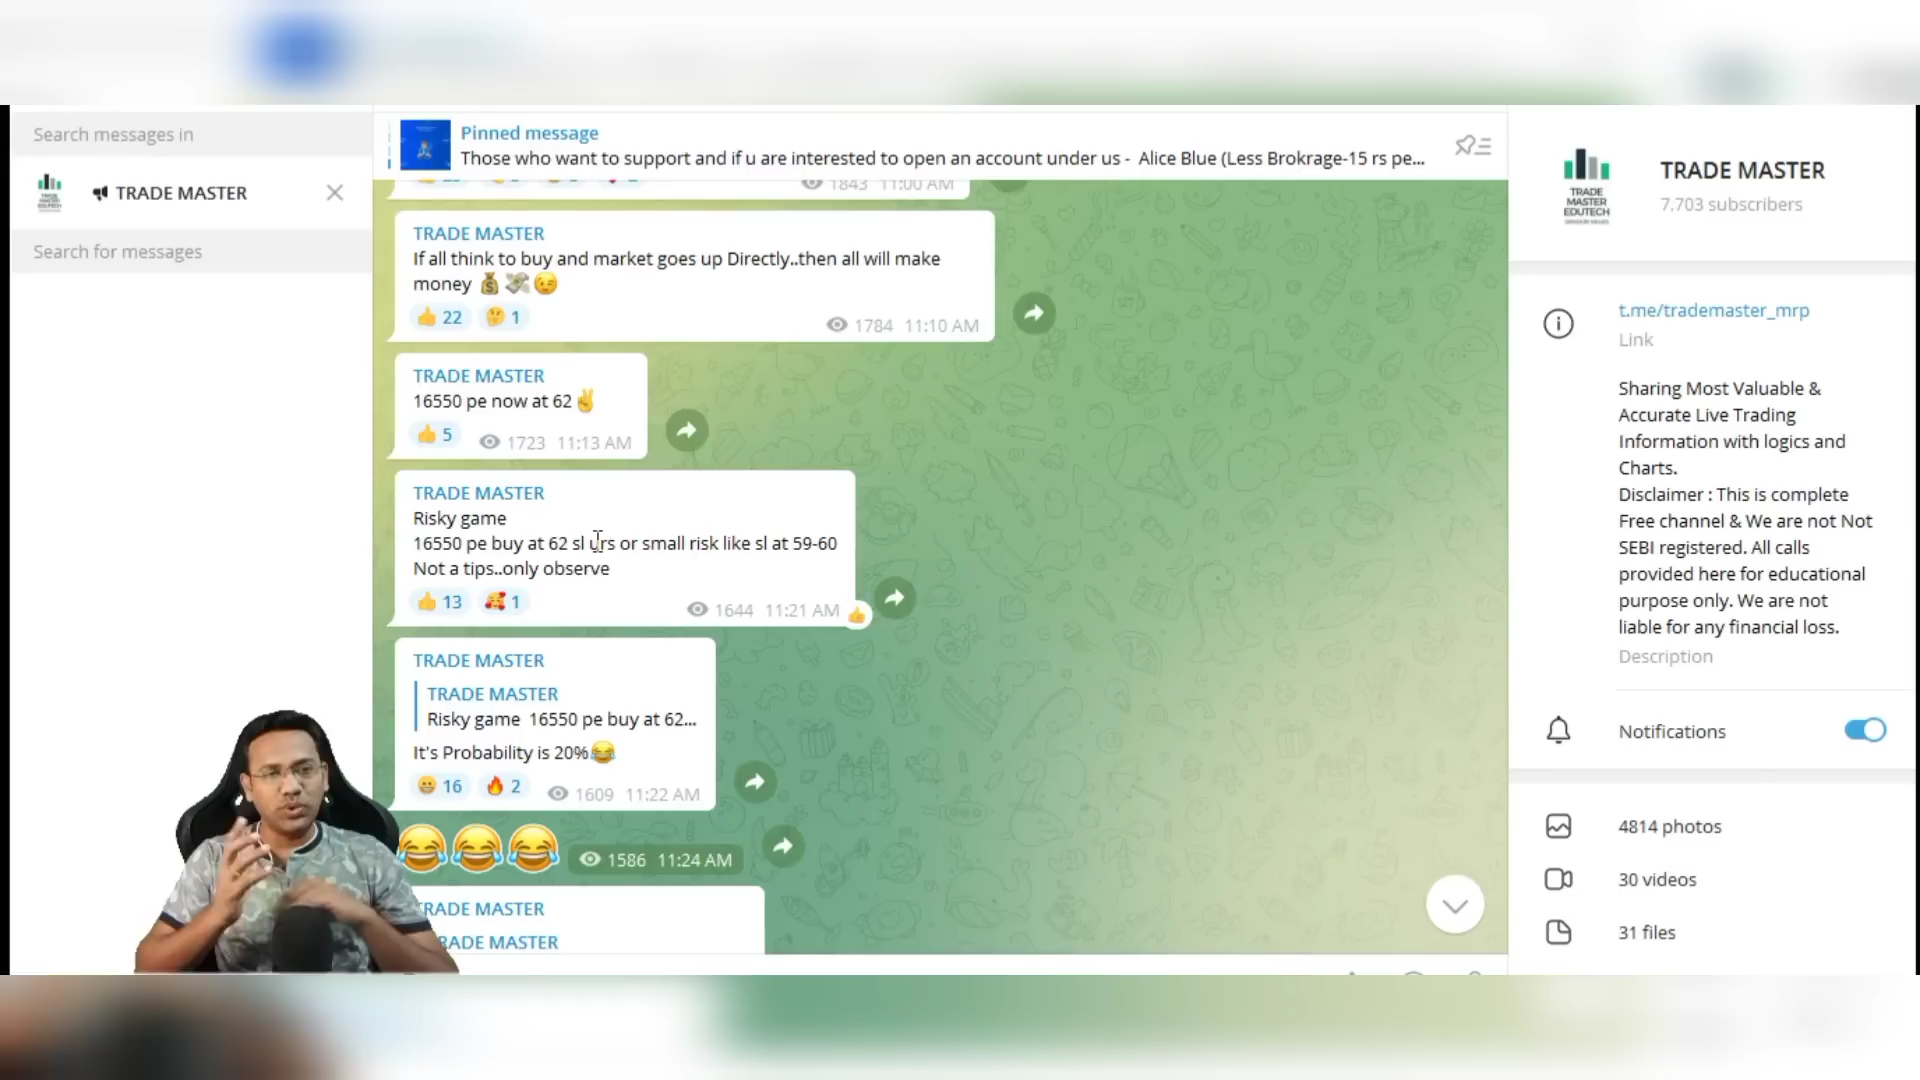 Search messages in
TRADE MASTER
Search for messages
Pinned message
Those who want to support and if u are interested to open an account under us - Alice Blue (Less Brokrage-15 rs pe...
1843 11:00 AM
TRADE MASTER
If all think to buy and market goes up Directly..then all will make
money 💰💸😉
👍 22 🤔 1
1784 11:10 AM
TRADE MASTER
16550 pe now at 62✌
👍 5
1723 11:13 AM
TRADE MASTER
Risky game
16550 pe buy at 62 sl urs or small risk like sl at 59-60
Not a tips..only observe
👍 13 🥰 1
1644 11:21 AM
TRADE MASTER
TRADE MASTER
Risky game 16550 pe buy at 62...
It's Probability is 20%😂
😀 16 🔥 2
1609 11:22 AM
😂😂😂
1586 11:24 AM
TRADE MASTER
TRADE MASTER
TRADE
MASTER
EDUTECH
TRADE MASTER
7,703 subscribers
t.me/trademaster_mrp
Link
Sharing Most Valuable &
Accurate Live Trading
Information with logics and
Charts.
Disclaimer : This is complete
Free channel & We are not Not
SEBI registered. All calls
provided here for educational
purpose only. We are not
liable for any financial loss.
Description
Notifications
4814 photos
30 videos
31 files